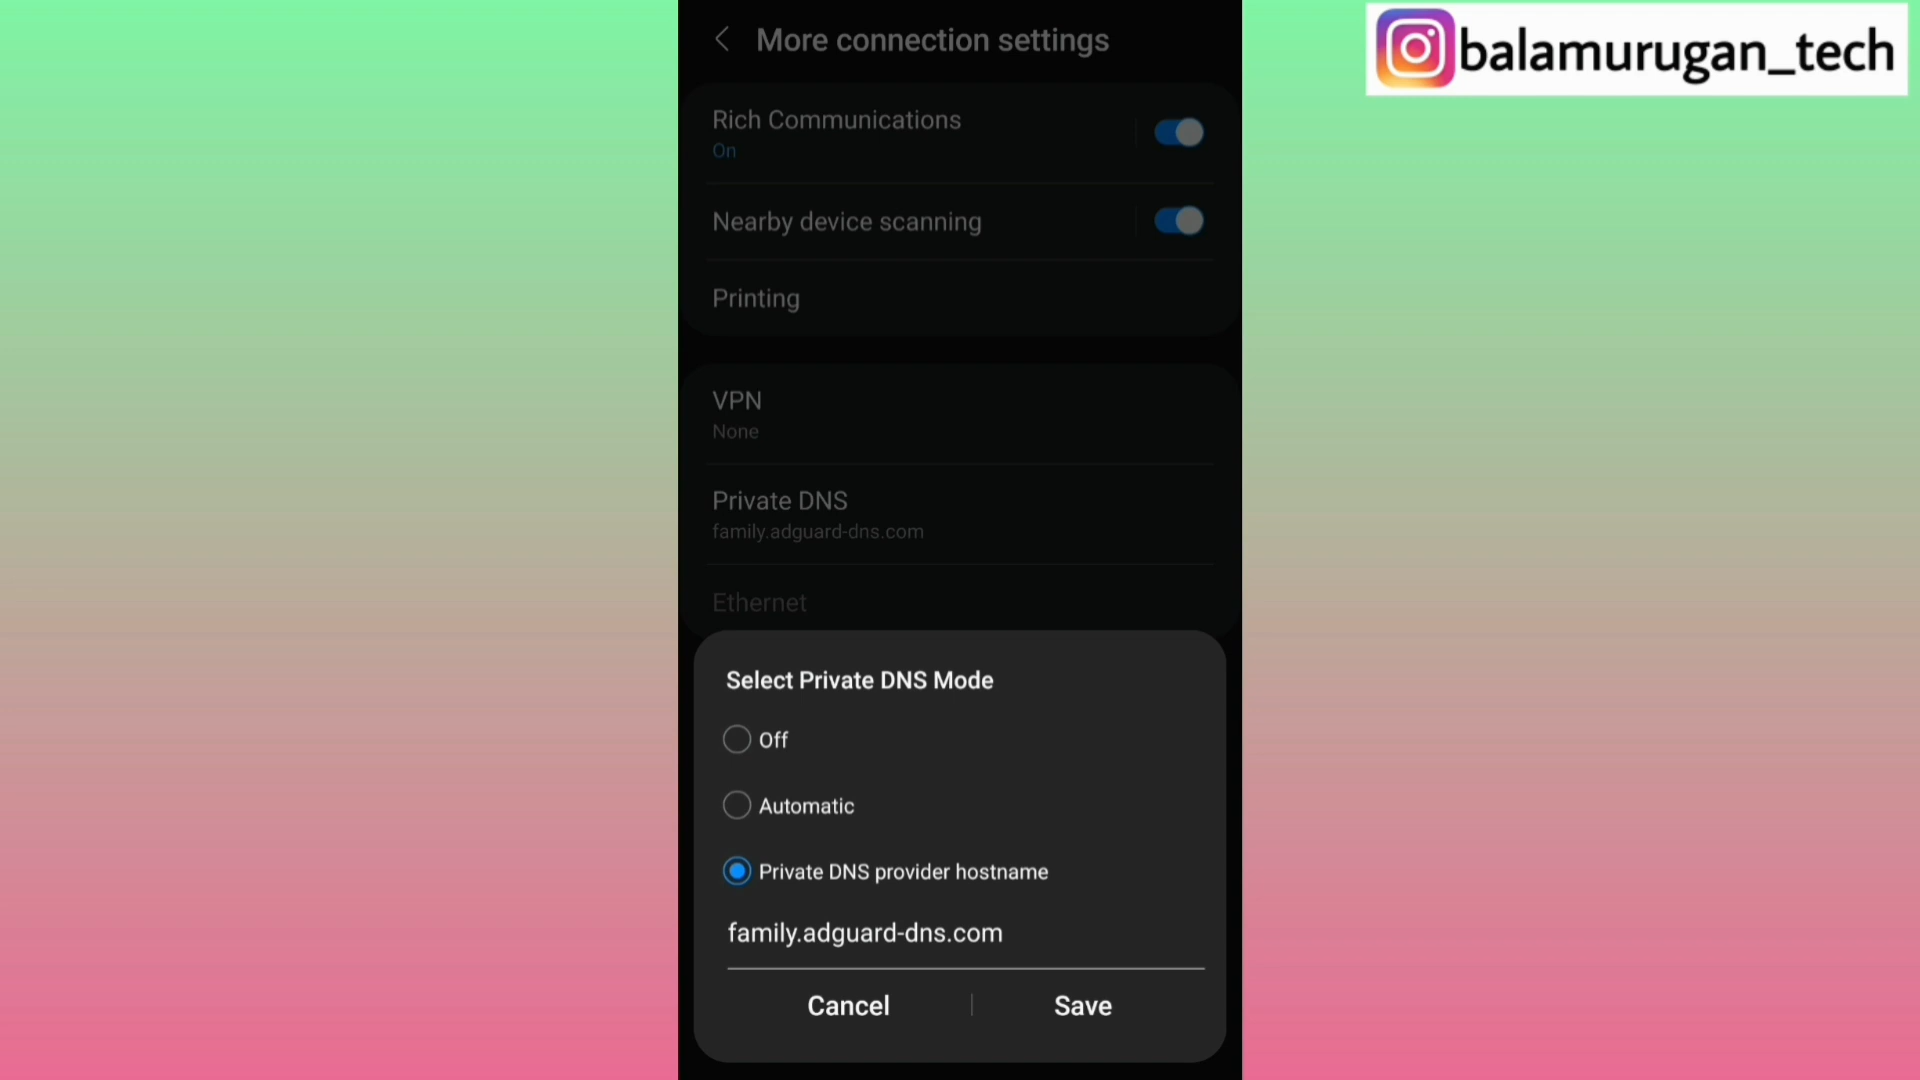 balamurugan_tech
More connection settings
Rich Communications
On
Nearby device scanning
Printing
VPN
None
Private DNS
family.adguard-dns.com
Ethernet
Select Private DNS Mode
Off
Automatic
Private DNS provider hostname
family.adguard-dns.com
Cancel
Save